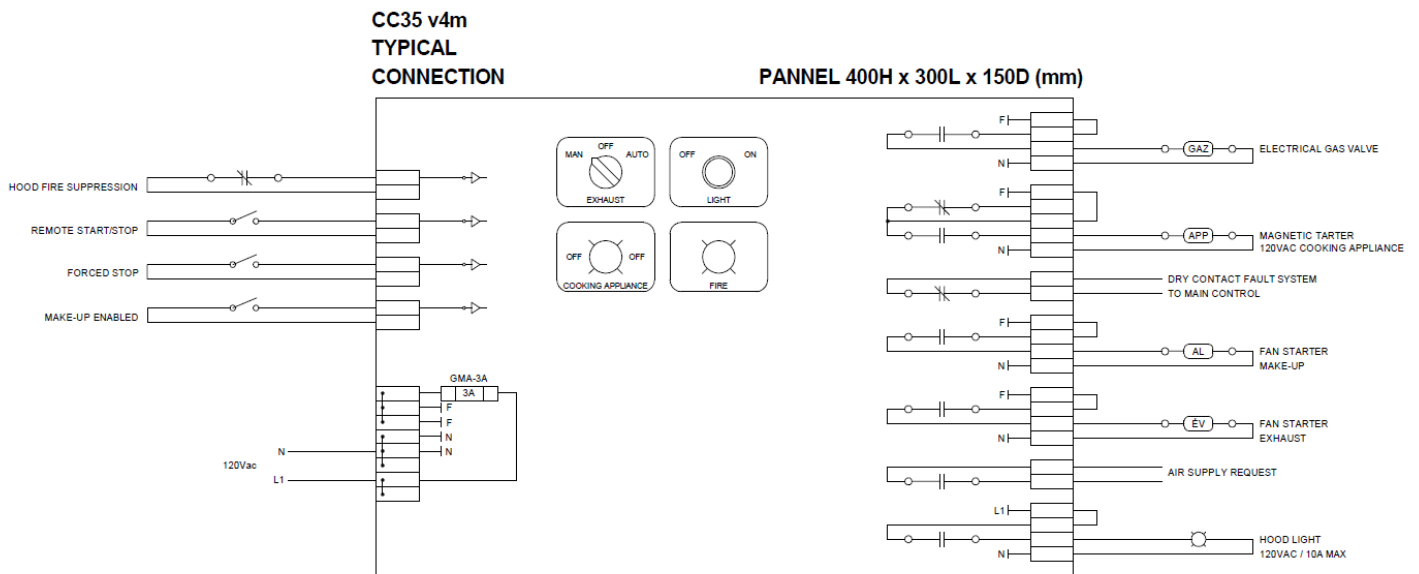 CC35 v4m
TYPICAL
CONNECTION
PANNEL 400H x 300L x 150D (mm)
HOOD FIRE SUPPRESSION
REMOTE START/STOP
FORCED STOP
MAKE-UP ENABLED
MAN
OFF
AUTO
EXHAUST
OFF
ON
LIGHT
OFF
OFF
COOKING APPLIANCE
FIRE
GMA-3A
3A
F
F
N
N
N
120Vac
L1
F
N
GAZ
ELECTRICAL GAS VALVE
F
N
APP
MAGNETIC TARTER
120VAC COOKING APPLIANCE
DRY CONTACT FAULT SYSTEM
TO MAIN CONTROL
F
N
AL
FAN STARTER
MAKE-UP
F
N
ÉV
FAN STARTER
EXHAUST
AIR SUPPLY REQUEST
L1
N
HOOD LIGHT
120VAC / 10A MAX